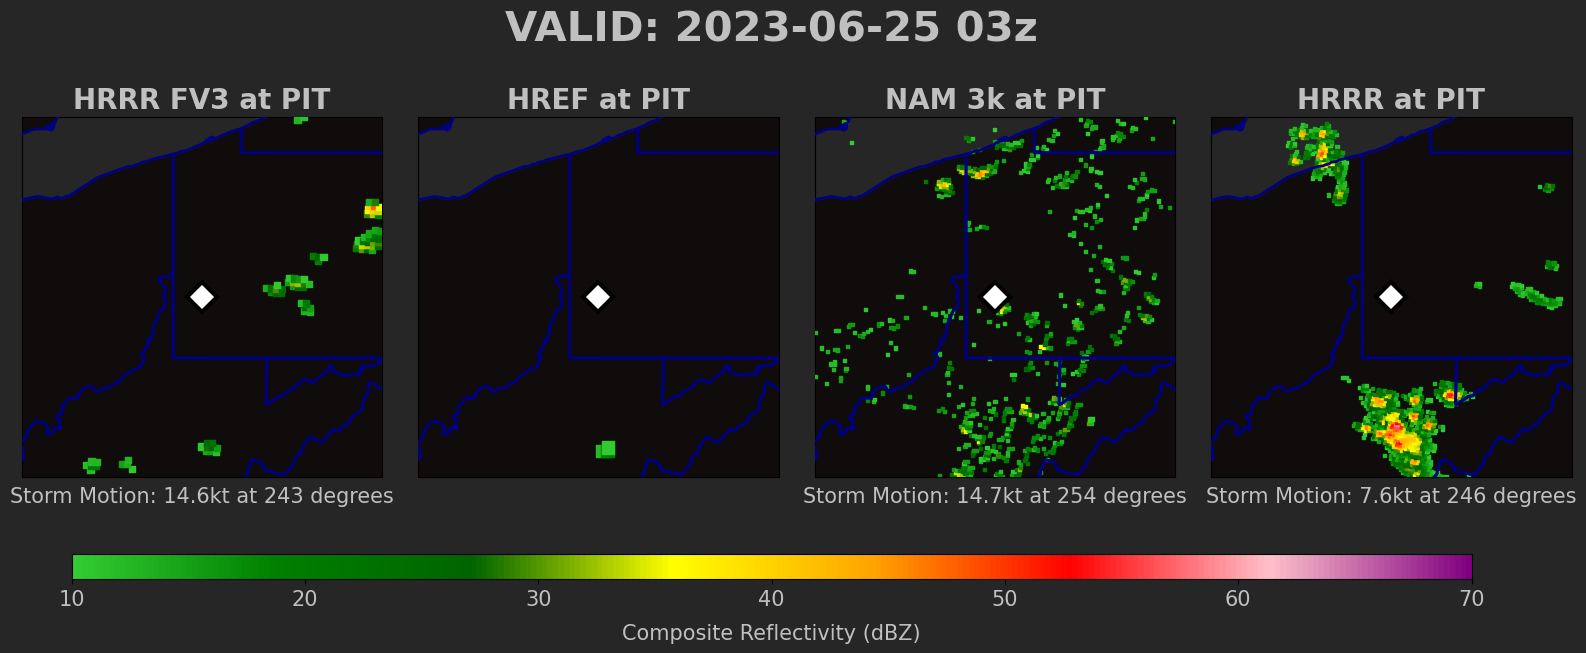 VALID: 2023-06-25 03z
HRRR FV3 at PIT
HREF at PIT
NAM 3k at PIT
HRRR at PIT
Storm Motion: 14.6kt at 243 degrees
Storm Motion: 14.7kt at 254 degrees
Storm Motion: 7.6kt at 246 degrees
10 20 30 40 50 60 70
Composite Reflectivity (dBZ)